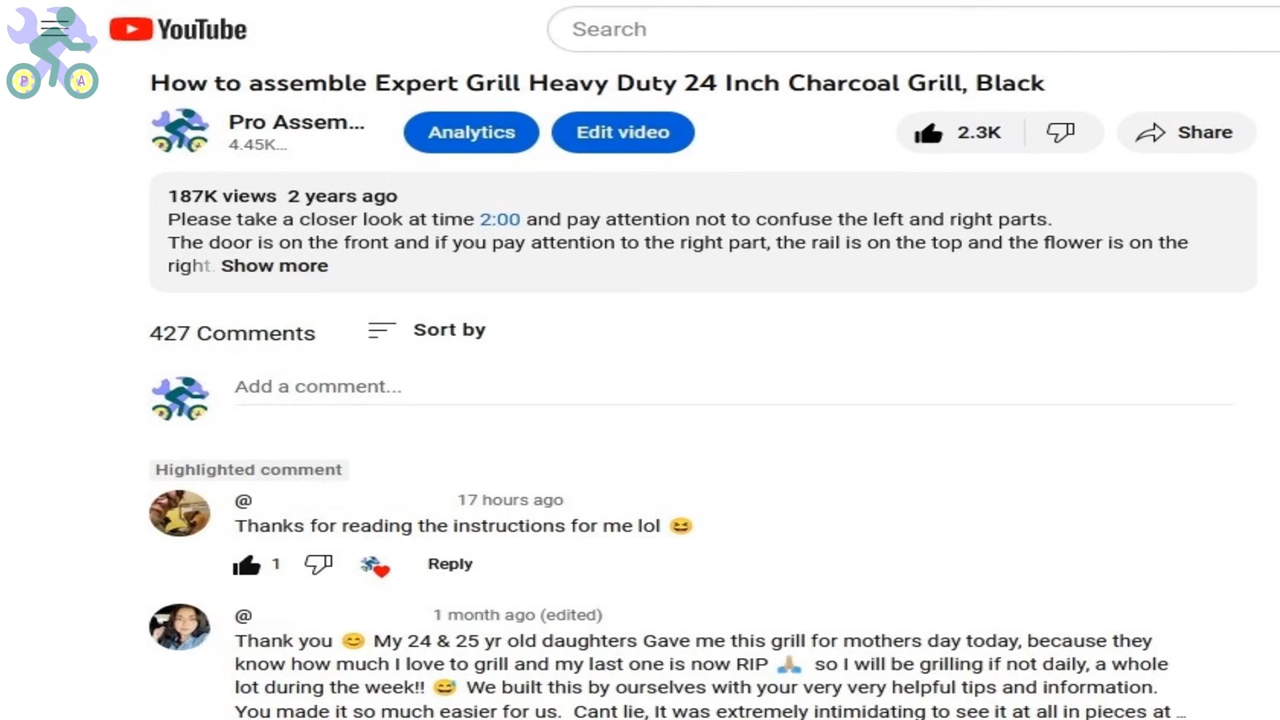 YouTube
Search
How to assemble Expert Grill Heavy Duty 24 Inch Charcoal Grill, Black
Pro Assem...
4.45K...
Analytics
Edit video
2.3K
Share
187K views 2 years ago
Please take a closer look at time 2:00 and pay attention not to confuse the left and right parts.
The door is on the front and if you pay attention to the right part, the rail is on the top and the flower is on the
right. Show more
427 Comments
Sort by
Add a comment...
Highlighted comment
@ 17 hours ago
Thanks for reading the instructions for me lol 😆
1
Reply
@ 1 month ago (edited)
Thank you 😊 My 24 & 25 yr old daughters Gave me this grill for mothers day today, because they
know how much I love to grill and my last one is now RIP 🙏🏼 so I will be grilling if not daily, a whole
lot during the week!! 😅 We built this by ourselves with your very very helpful tips and information.
You made it so much easier for us. Cant lie, It was extremely intimidating to see it at all in pieces at ...
P A